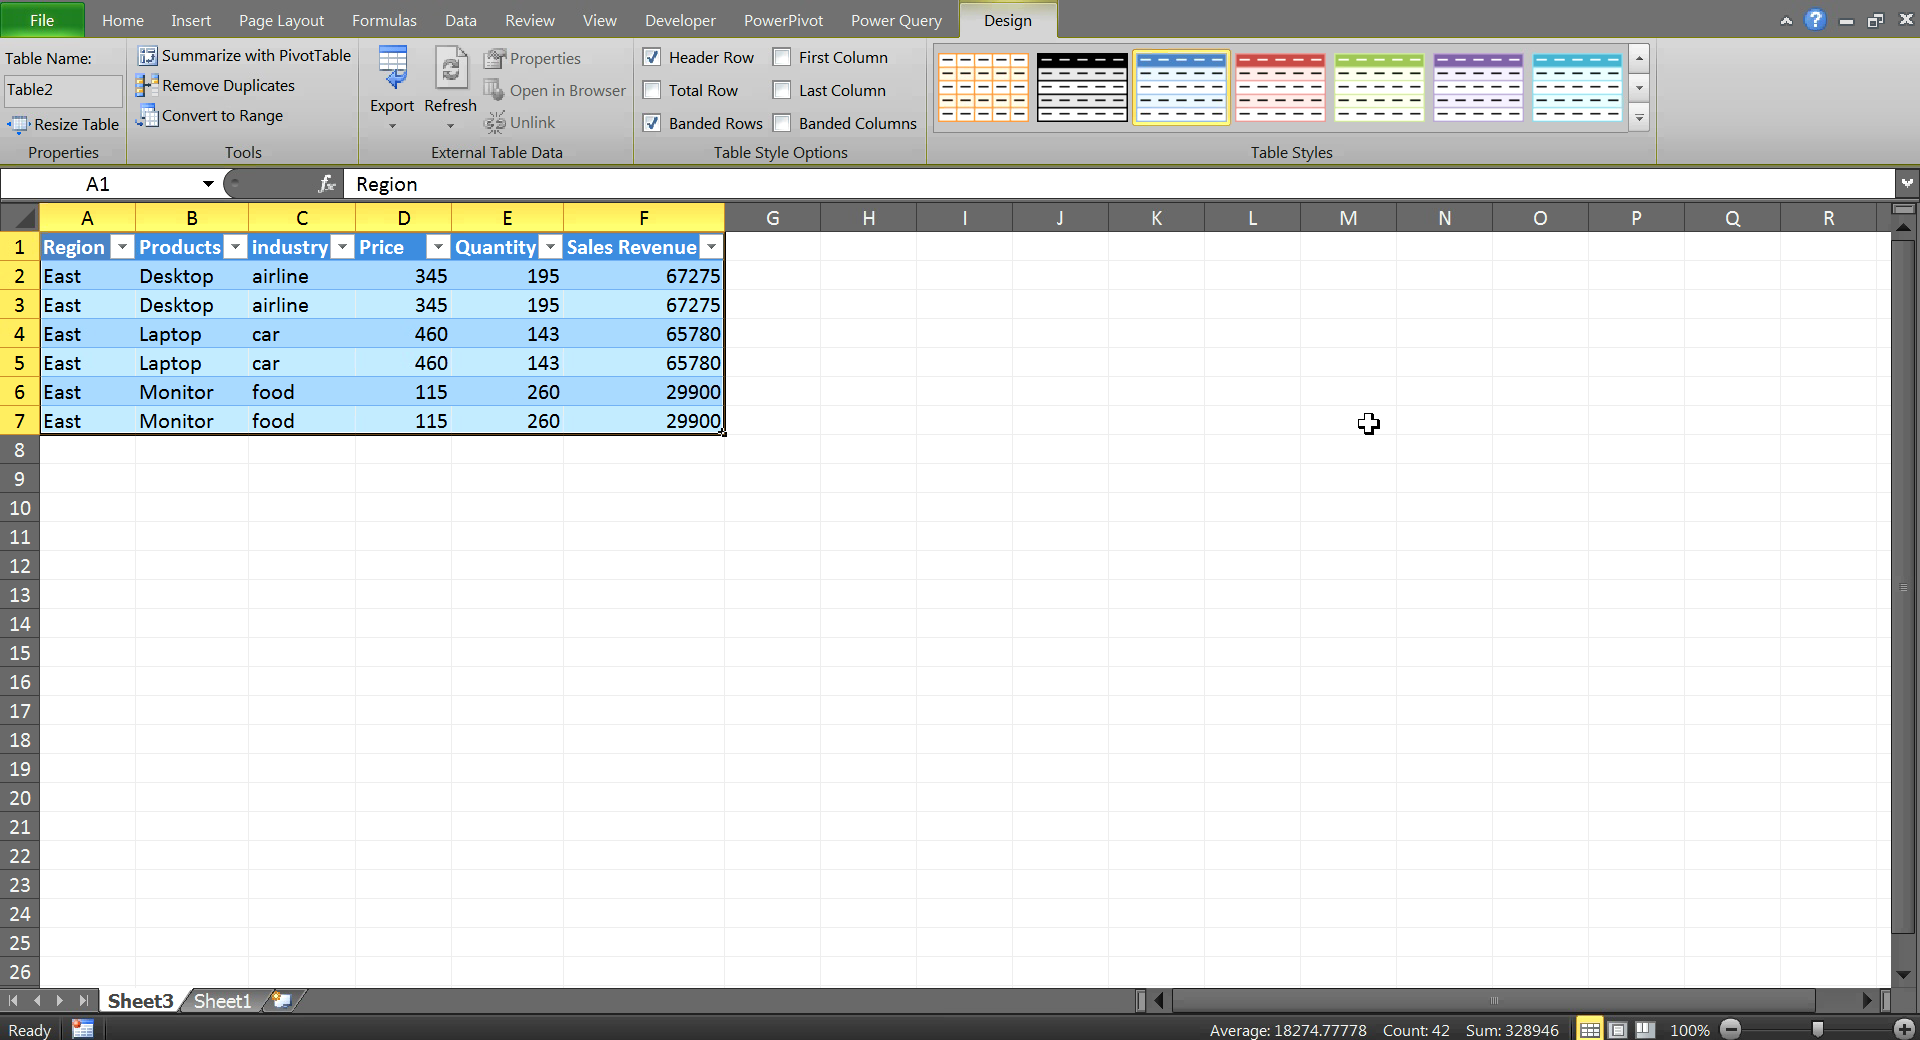 File Home Insert Page Layout Formulas Data Review View Developer PowerPivot Power Query Design
Table Name:
Table2
Resize Table
Properties
Summarize with PivotTable
Remove Duplicates
Convert to Range
Tools
Export
Refresh
Properties
Open in Browser
Unlink
External Table Data
Header Row First Column
Total Row Last Column
Banded Rows Banded Columns
Table Style Options
Table Styles
A1 fx Region
A B C D E F G H I J K L M N O P Q R
1 Region Products industry Price Quantity Sales Revenue
2 East Desktop airline 345 195 67275
3 East Desktop airline 345 195 67275
4 East Laptop car 460 143 65780
5 East Laptop car 460 143 65780
6 East Monitor food 115 260 29900
7 East Monitor food 115 260 29900
8
9
10
11
12
13
14
15
16
17
18
19
20
21
22
23
24
25
26
Sheet3 Sheet1
Ready Average: 18274.77778 Count: 42 Sum: 328946 100%